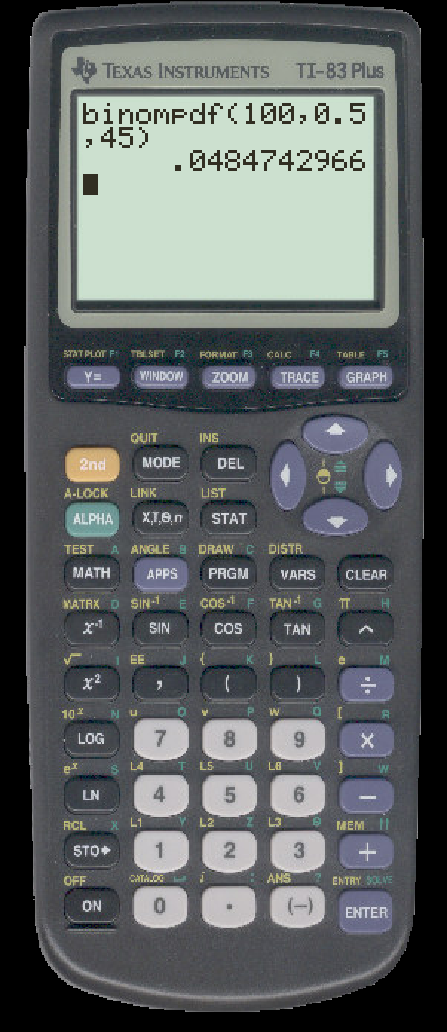 TEXAS INSTRUMENTS TI-83 Plus
binompdf(100,0.5
,45)
.0484742966
STAT PLOT F1 TBLSET F2 FORMAT F3 CALC F4 TABLE F5
Y= WINDOW ZOOM TRACE GRAPH
QUIT INS
2nd MODE DEL
A-LOCK LINK LIST
ALPHA X,T,θ,n STAT
TEST A ANGLE B DRAW C DISTR
MATH APPS PRGM VARS CLEAR
MATRX D SIN⁻¹ E COS⁻¹ F TAN⁻¹ G π H
x⁻¹ SIN COS TAN ^
√ I EE J { K } L e M
x² , ( ) ÷
10ˣ N u O v P w Q [ R
LOG 7 8 9 ×
eˣ S L4 T L5 U L6 V ] W
LN 4 5 6 −
RCL X L1 Y L2 Z L3 θ MEM "
STO→ 1 2 3 +
OFF CATALOG i : ANS ? ENTRY SOLVE
ON 0 . (−) ENTER